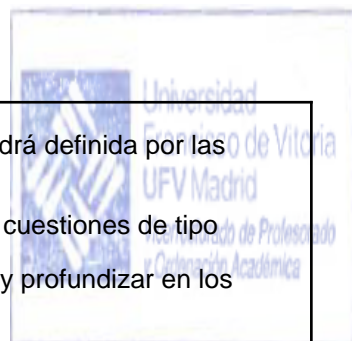 Universidad
Francisco de Vitoria
UFV Madrid
Vicerrectorado de Profesorado
y Ordenación Académica
drá definida por las
cuestiones de tipo
y profundizar en los